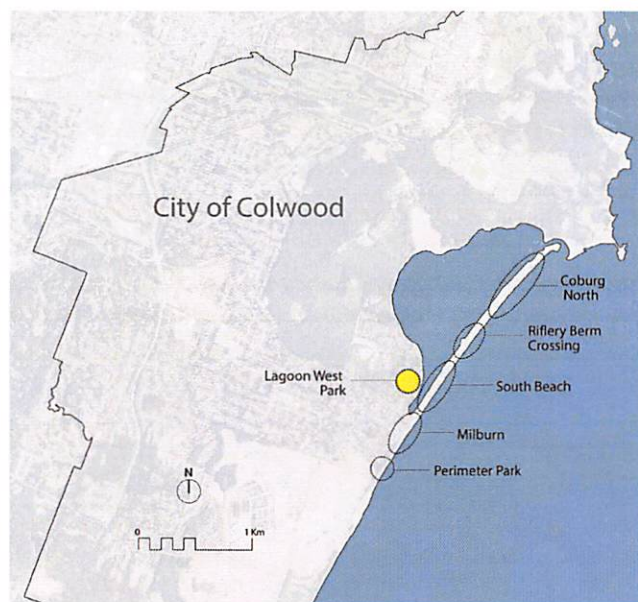 City of Colwood
Coburg
North
Riflery Berm
Crossing
Lagoon West
Park
South Beach
Milburn
Perimeter Park
N
0 1 Km